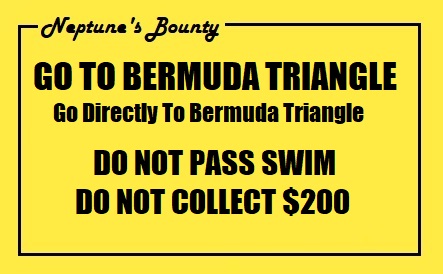 Neptune's Bounty
GO TO BERMUDA TRIANGLE
Go Directly To Bermuda Triangle
DO NOT PASS SWIM
DO NOT COLLECT $200